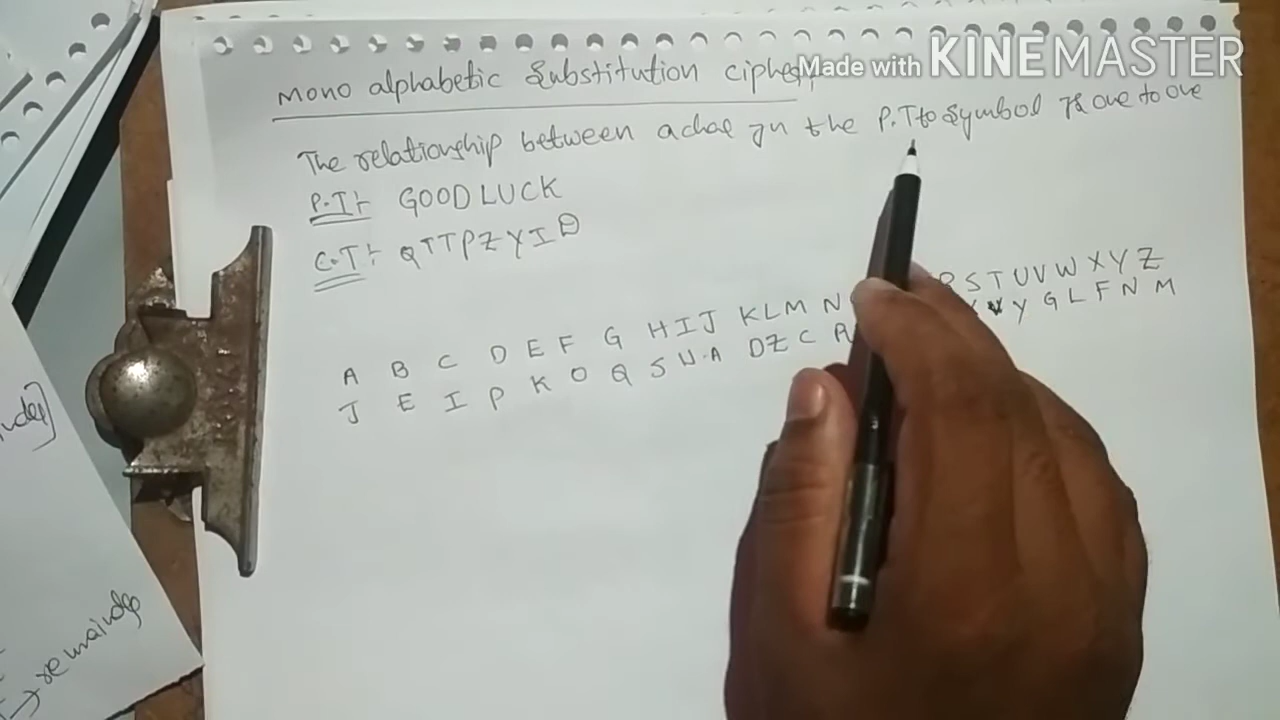 Made with KINEMASTER
Mono alphabetic Substitution cipher
The relationship between a char in the P.T to Symbol is one to one
P.T:- GOODLUCK
C.T:- QTTPZYID
A B C D E F G H I J K L M N R S T U V W X Y Z
J E I P K O Q S U A D Z C V Y G L F N M
→ remainder